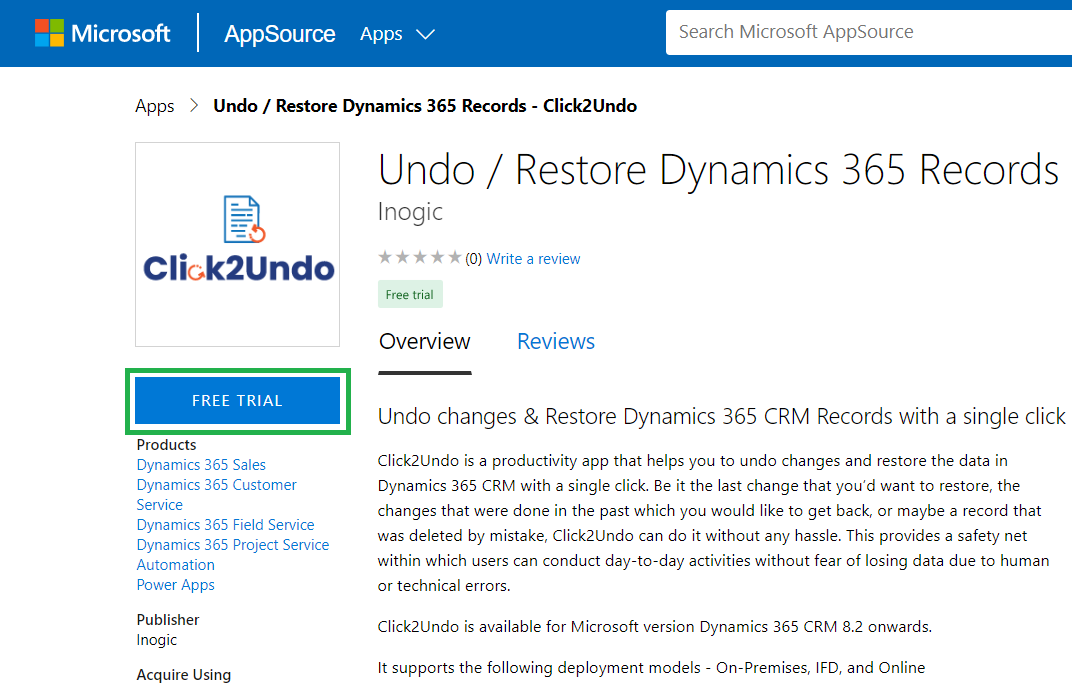 Microsoft AppSource Apps Search Microsoft AppSource
Apps > Undo / Restore Dynamics 365 Records - Click2Undo
Undo / Restore Dynamics 365 Records
Inogic
(0) Write a review
Free trial
Overview Reviews
Click2Undo
FREE TRIAL
Products
Dynamics 365 Sales
Dynamics 365 Customer
Service
Dynamics 365 Field Service
Dynamics 365 Project Service
Automation
Power Apps
Publisher
Inogic
Acquire Using
Undo changes & Restore Dynamics 365 CRM Records with a single click
Click2Undo is a productivity app that helps you to undo changes and restore the data in
Dynamics 365 CRM with a single click. Be it the last change that you’d want to restore, the
changes that were done in the past which you would like to get back, or maybe a record that
was deleted by mistake, Click2Undo can do it without any hassle. This provides a safety net
within which users can conduct day-to-day activities without fear of losing data due to human
or technical errors.
Click2Undo is available for Microsoft version Dynamics 365 CRM 8.2 onwards.
It supports the following deployment models - On-Premises, IFD, and Online